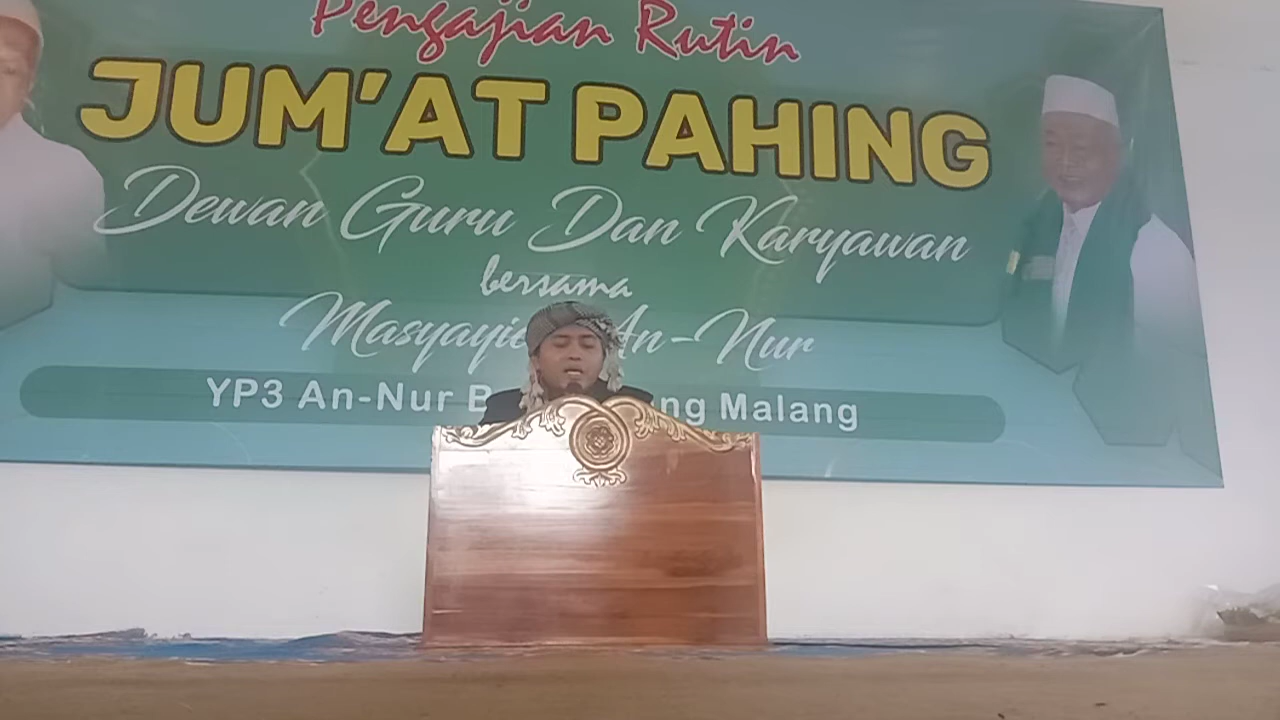 Pengajian Rutin
JUM'AT PAHING
Dewan Guru Dan Karyawan
bersama
An-Nur
YP3 An-Nur Malang